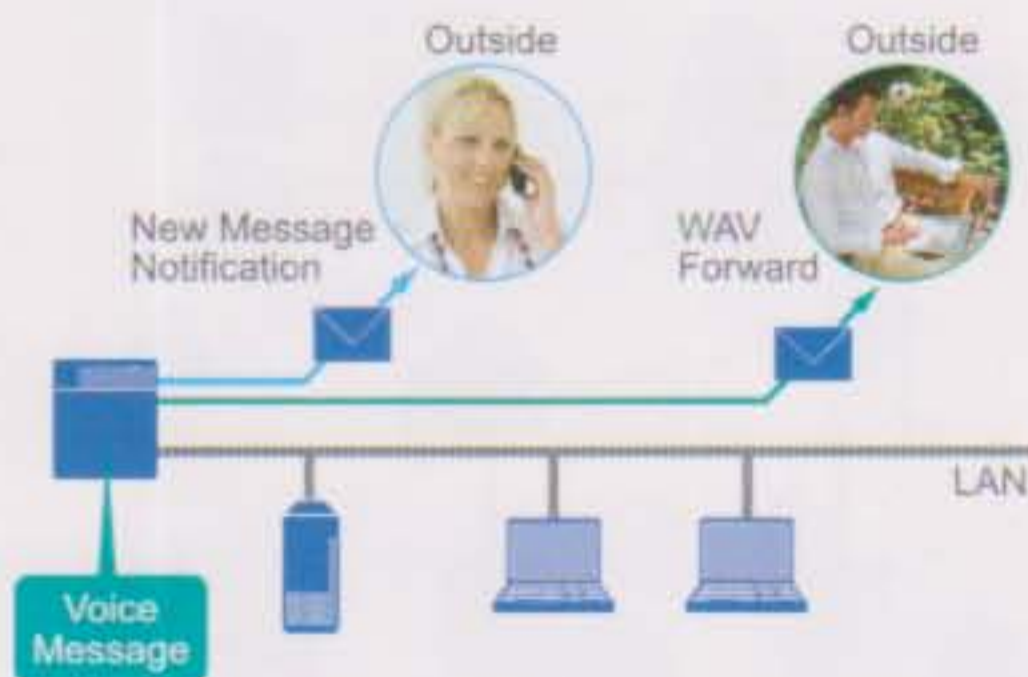 Outside
Outside
New Message
Notification
WAV
Forward
LAN
Voice
Message